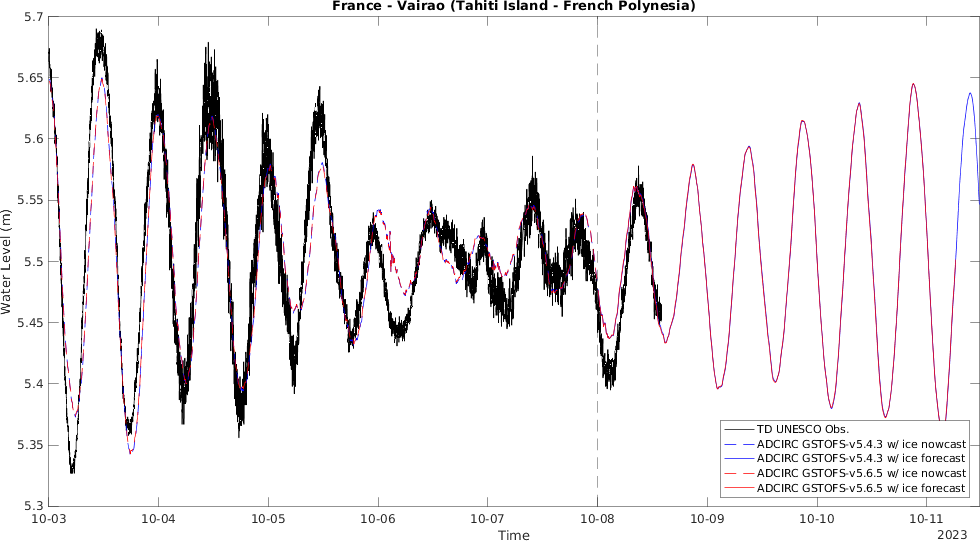 France - Vairao (Tahiti Island - French Polynesia)
5.7
5.65
5.6
5.55
5.5
5.45
5.4
5.35
5.3
Water Level (m)
TD UNESCO Obs.
ADCIRC GSTOFS-v5.4.3 w/ ice nowcast
ADCIRC GSTOFS-v5.4.3 w/ ice forecast
ADCIRC GSTOFS-v5.6.5 w/ ice nowcast
ADCIRC GSTOFS-v5.6.5 w/ ice forecast
10-03 10-04 10-05 10-06 10-07 10-08 10-09 10-10 10-11
Time
2023